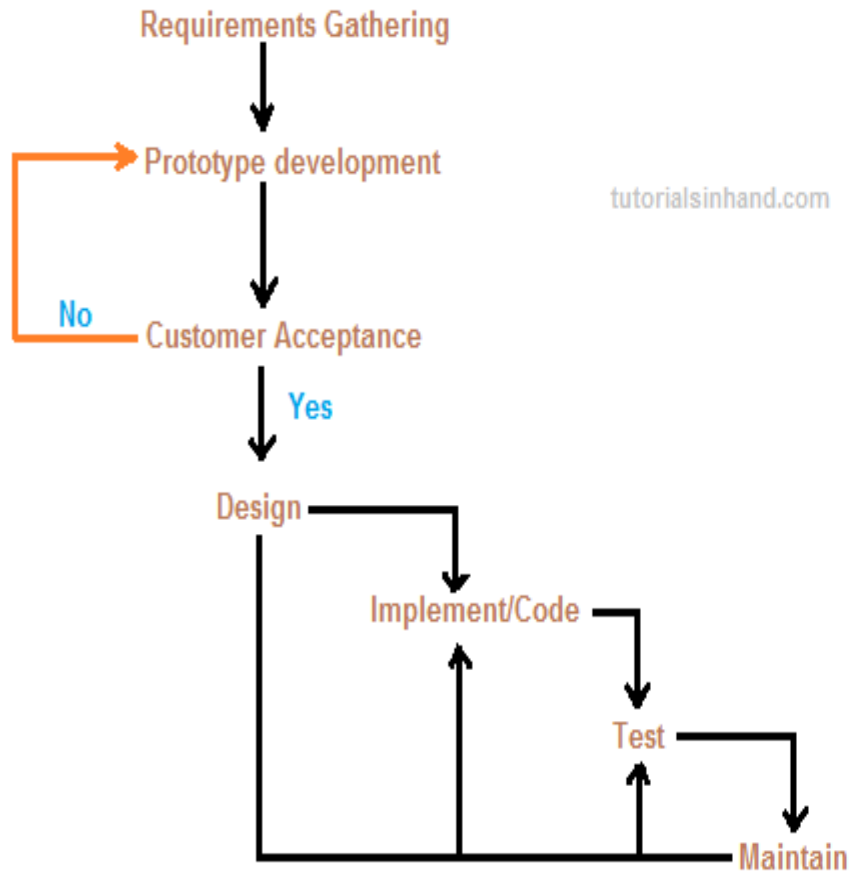 Requirements Gathering
Prototype development
tutorialsinhand.com
No
Customer Acceptance
Yes
Design
Implement/Code
Test
Maintain